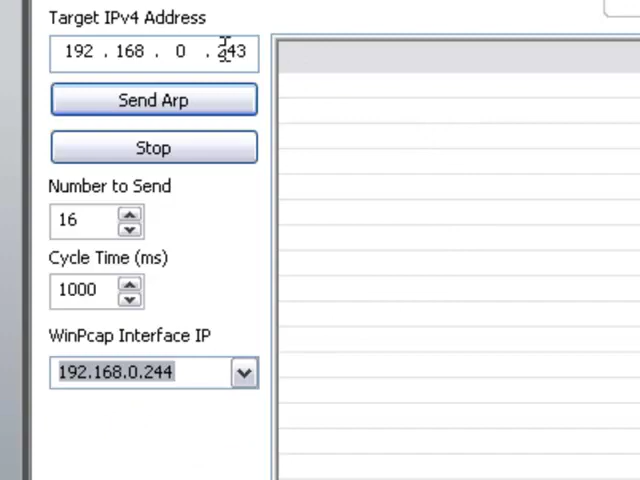 Target IPv4 Address
192 . 168 . 0 . 243
Send Arp
Stop
Number to Send
16
Cycle Time (ms)
1000
WinPcap Interface IP
192.168.0.244